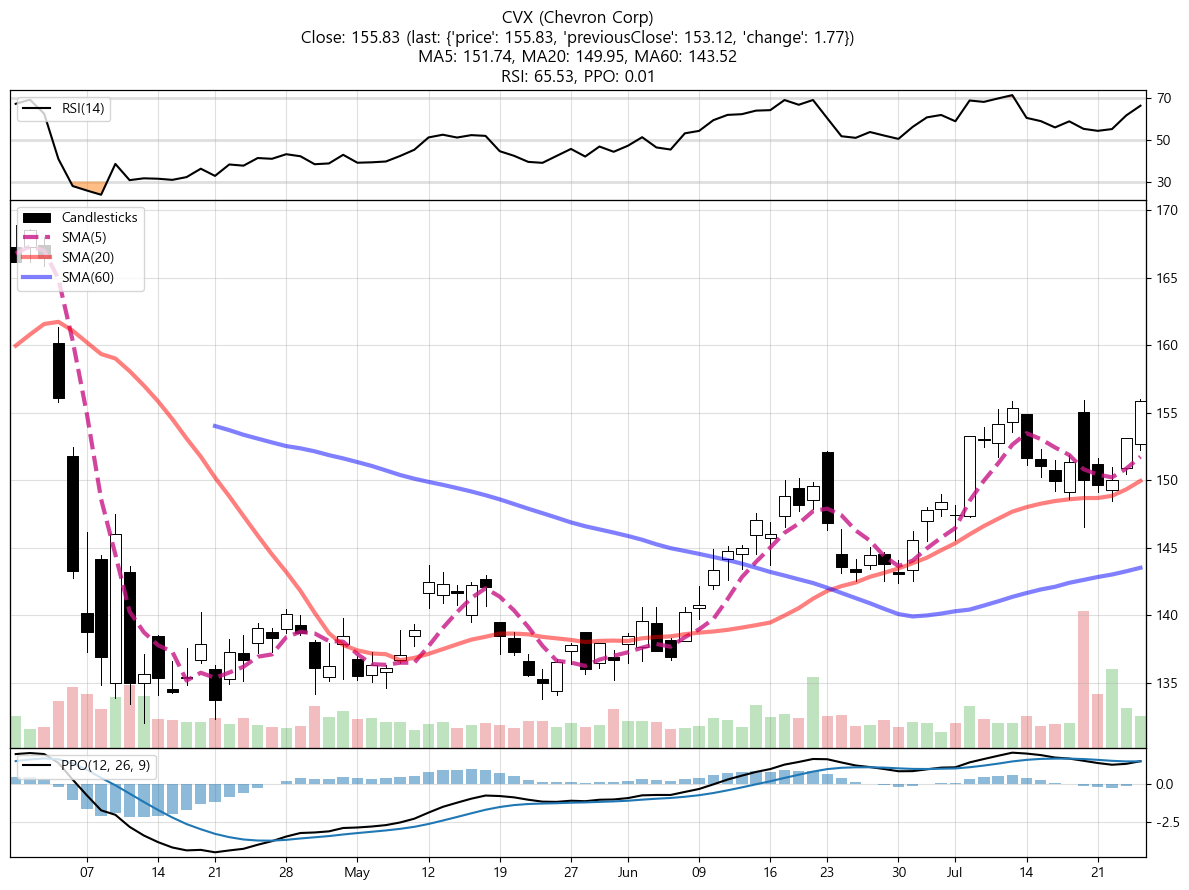 CVX (Chevron Corp)
Close: 155.83 (last: {'price': 155.83, 'previousClose': 153.12, 'change': 1.77})
MA5: 151.74, MA20: 149.95, MA60: 143.52
RSI: 65.53, PPO: 0.01
RSI(14)
70
50
30
Candlesticks
SMA(5)
SMA(20)
SMA(60)
170
165
160
155
150
145
140
135
PPO(12, 26, 9)
0.0
−2.5
07 14 21 28 May 12 19 27 Jun 09 16 23 30 Jul 14 21